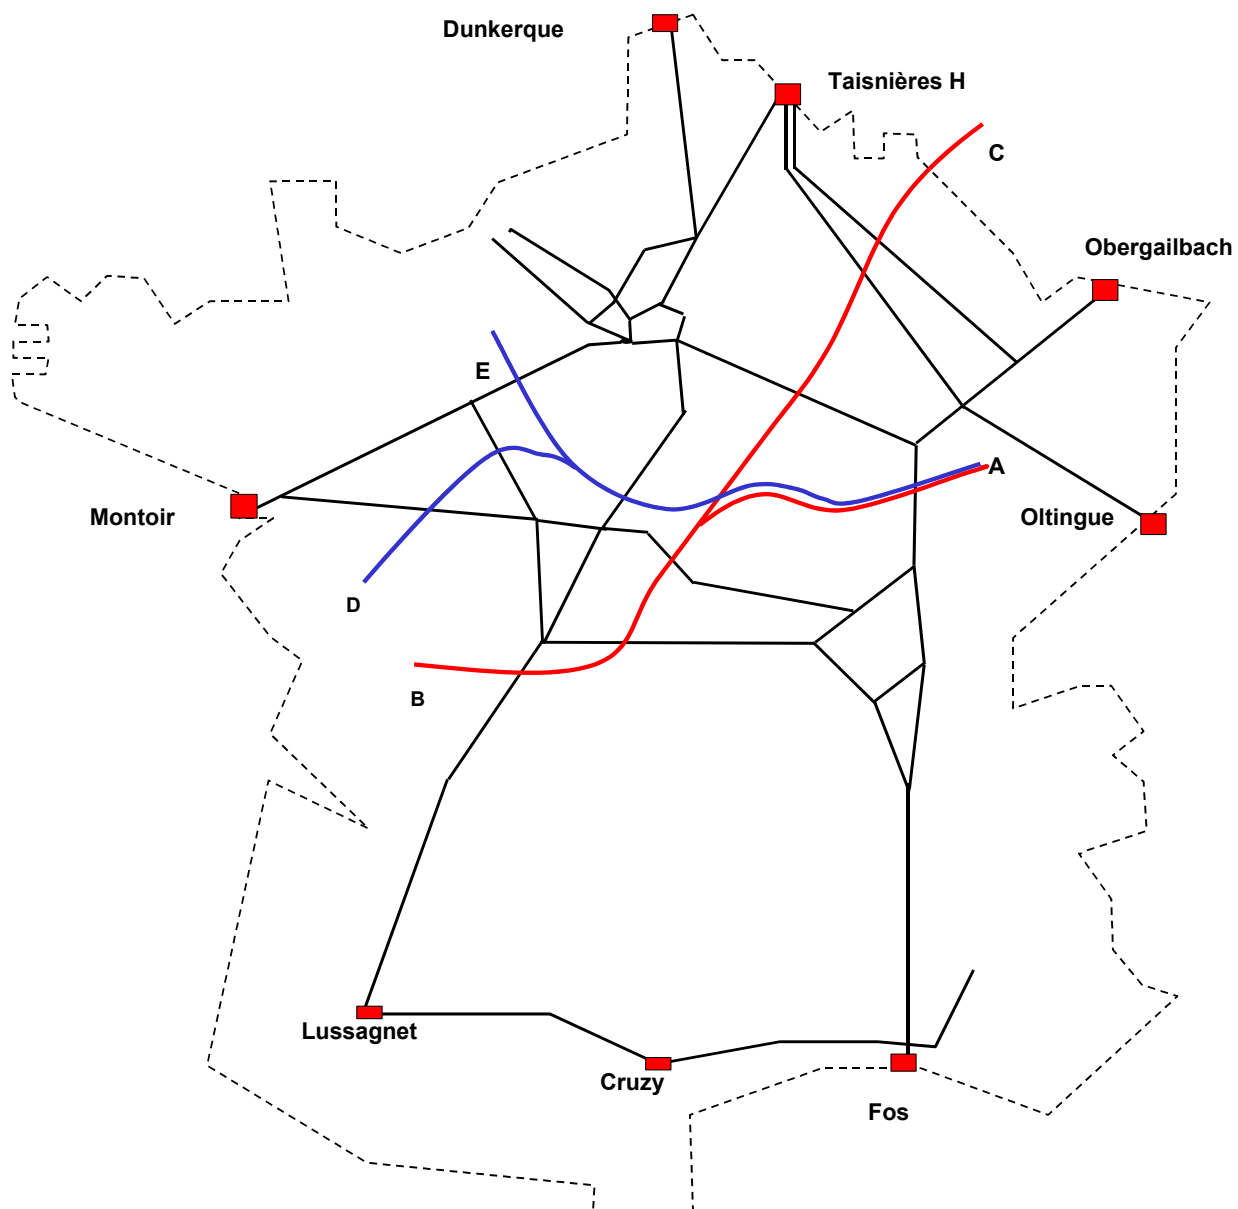 Dunkerque
Taisnières H
C
Obergailbach
E
A
Montoir
Oltingue
D
B
Lussagnet
Cruzy
Fos